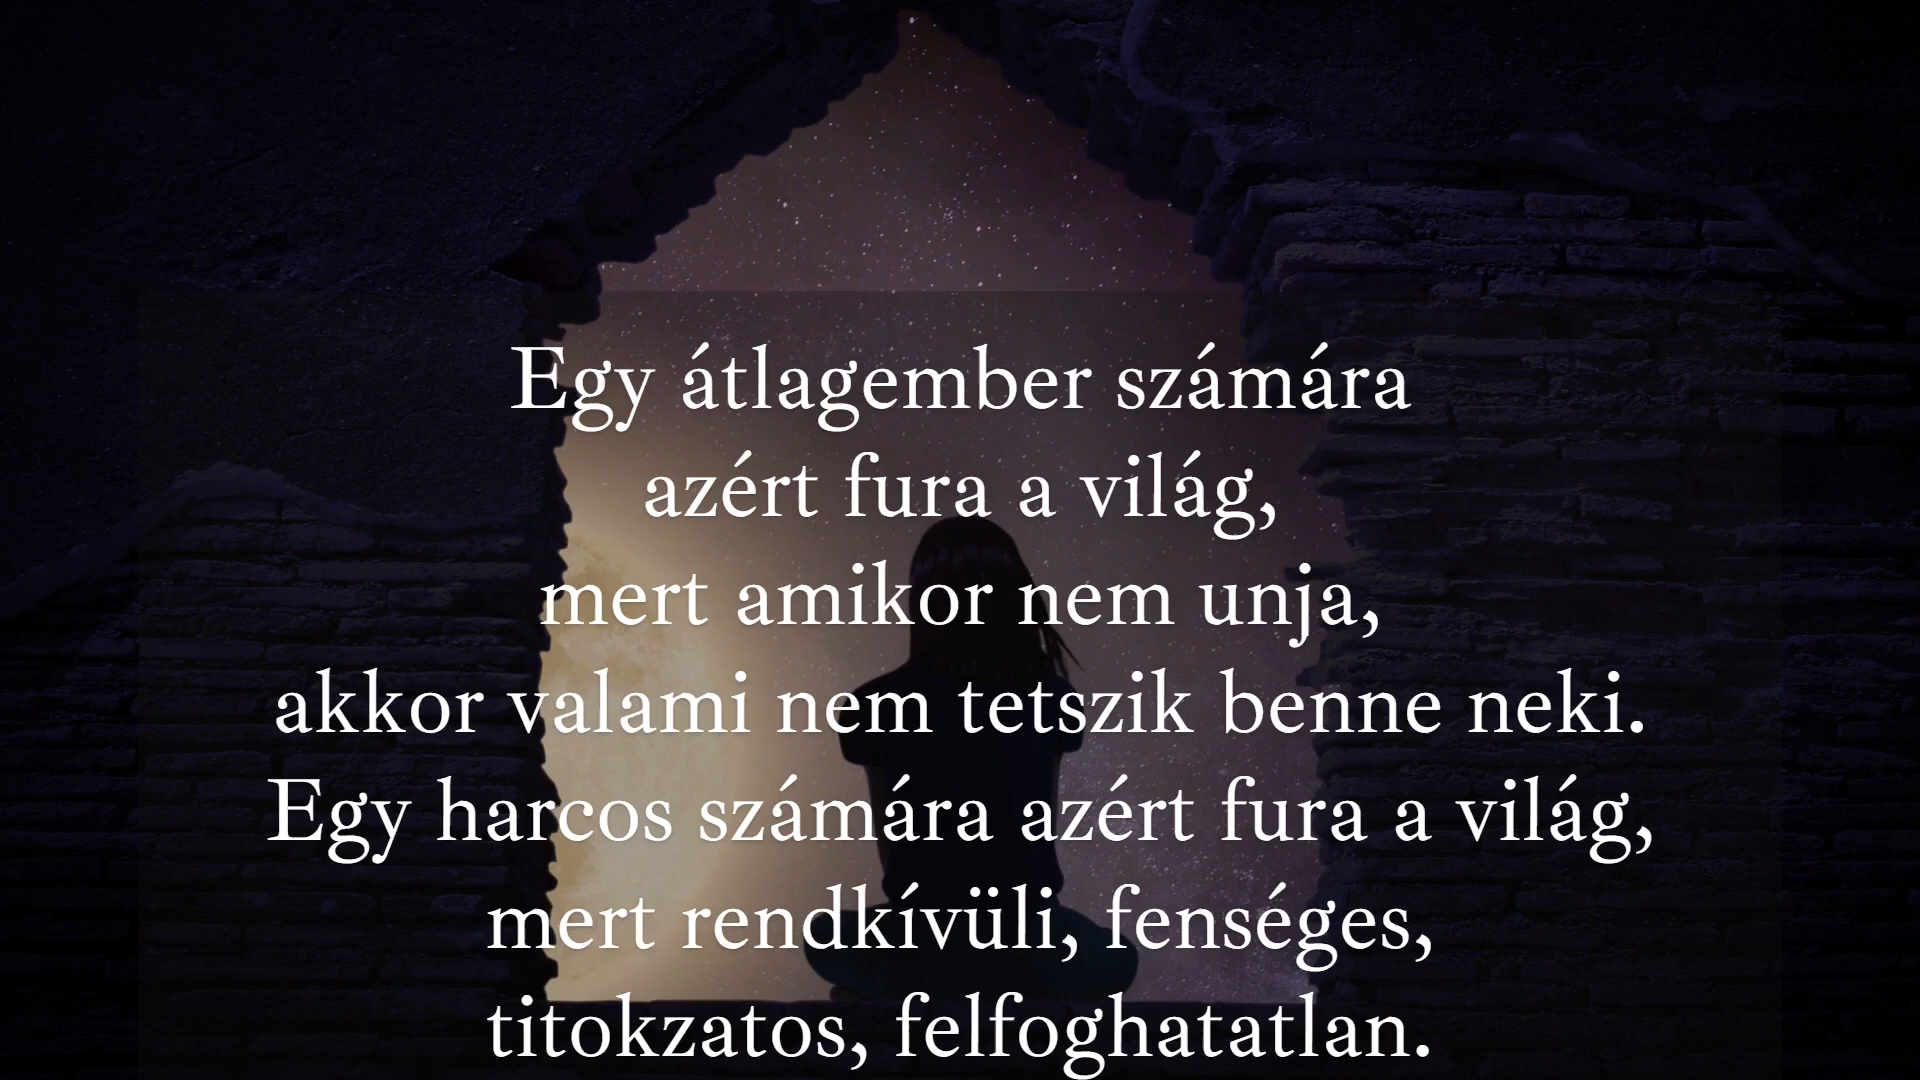 Egy átlagember számára
azért fura a világ,
mert amikor nem unja,
akkor valami nem tetszik benne neki.
Egy harcos számára azért fura a világ,
mert rendkívüli, fenséges,
titokzatos, felfoghatatlan.